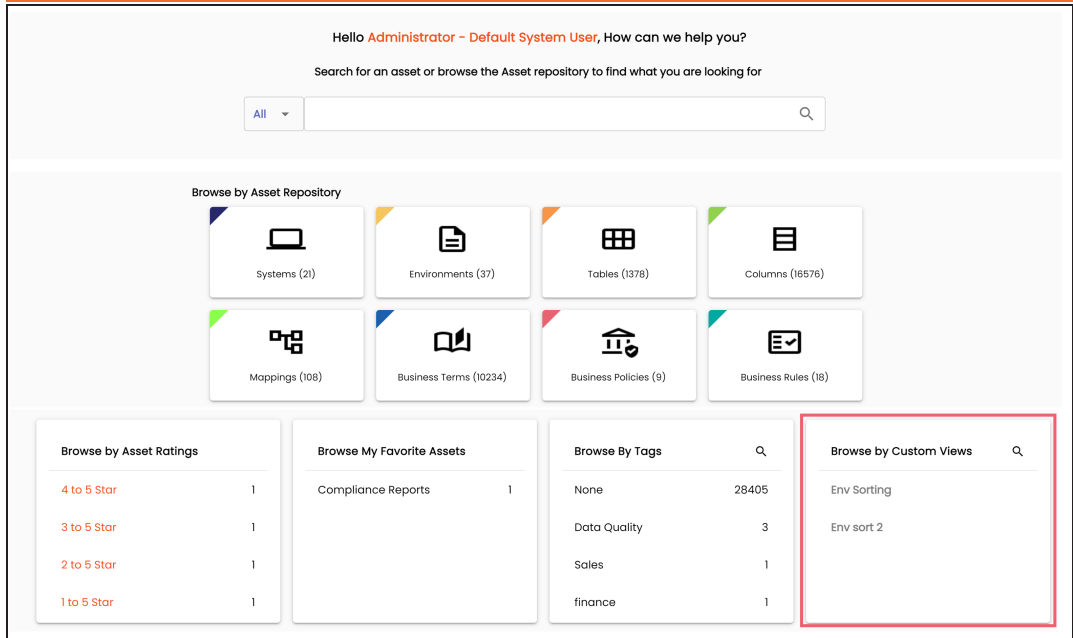 Hello Administrator - Default System User, How can we help you?
Search for an asset or browse the Asset repository to find what you are looking for
All
Browse by Asset Repository
Systems (21)
Environments (37)
Tables (1378)
Columns (16576)
Mappings (108)
Business Terms (10234)
Business Policies (9)
Business Rules (18)
Browse by Asset Ratings
4 to 5 Star 1
3 to 5 Star 1
2 to 5 Star 1
1 to 5 Star 1
Browse My Favorite Assets
Compliance Reports 1
Browse By Tags
None 28405
Data Quality 3
Sales 1
finance 1
Browse by Custom Views
Env Sorting
Env sort 2